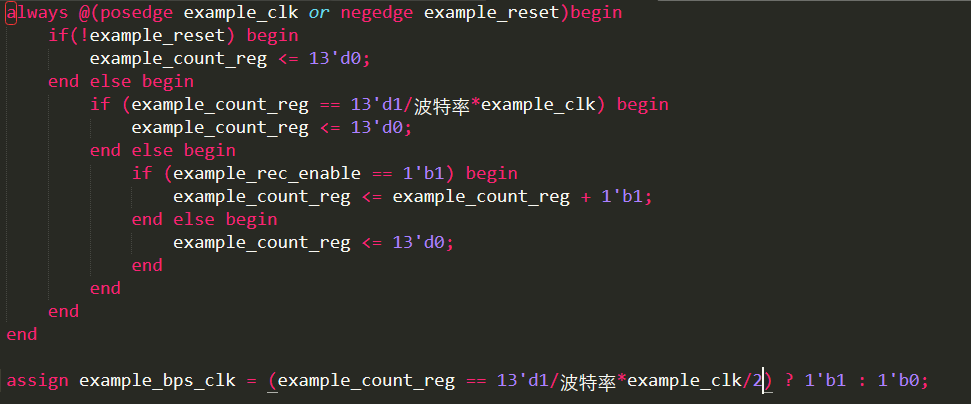 always @(posedge example_clk or negedge example_reset)begin
if(!example_reset) begin
example_count_reg <= 13'd0;
end else begin
if (example_count_reg == 13'd1/波特率*example_clk) begin
example_count_reg <= 13'd0;
end else begin
if (example_rec_enable == 1'b1) begin
example_count_reg <= example_count_reg + 1'b1;
end else begin
example_count_reg <= 13'd0;
end
end
end
end
assign example_bps_clk = (example_count_reg == 13'd1/波特率*example_clk/2) ? 1'b1 : 1'b0;